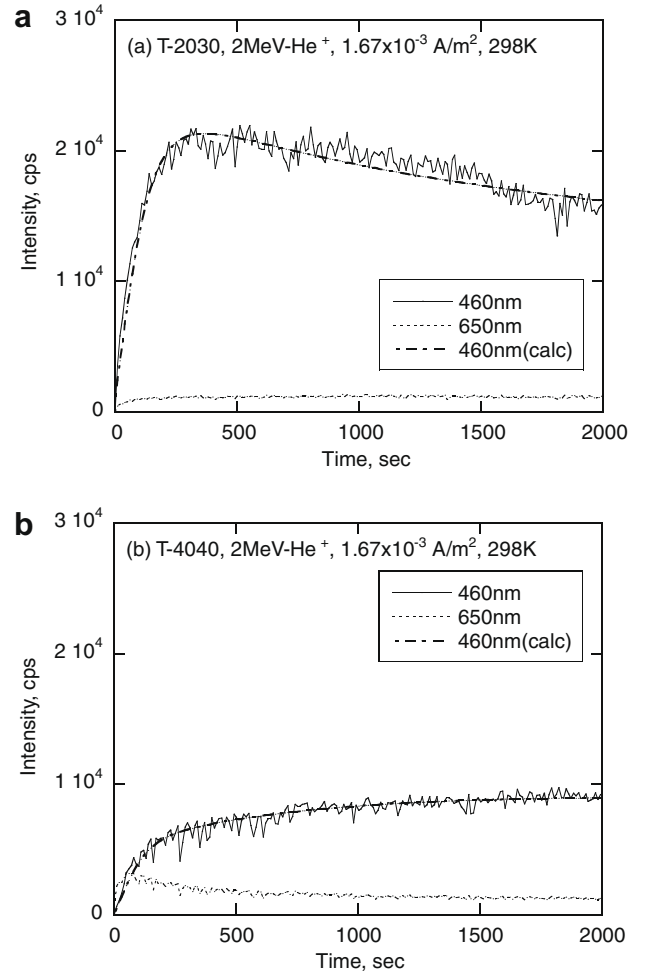 a
(a) T-2030, 2MeV-He⁺, 1.67x10⁻³ A/m², 298K
3 10⁴
2 10⁴
1 10⁴
0
Intensity, cps
460nm
650nm
460nm(calc)
0 500 1000 1500 2000
Time, sec
b
(b) T-4040, 2MeV-He⁺, 1.67x10⁻³ A/m², 298K
3 10⁴
2 10⁴
1 10⁴
0
Intensity, cps
460nm
650nm
460nm(calc)
0 500 1000 1500 2000
Time, sec